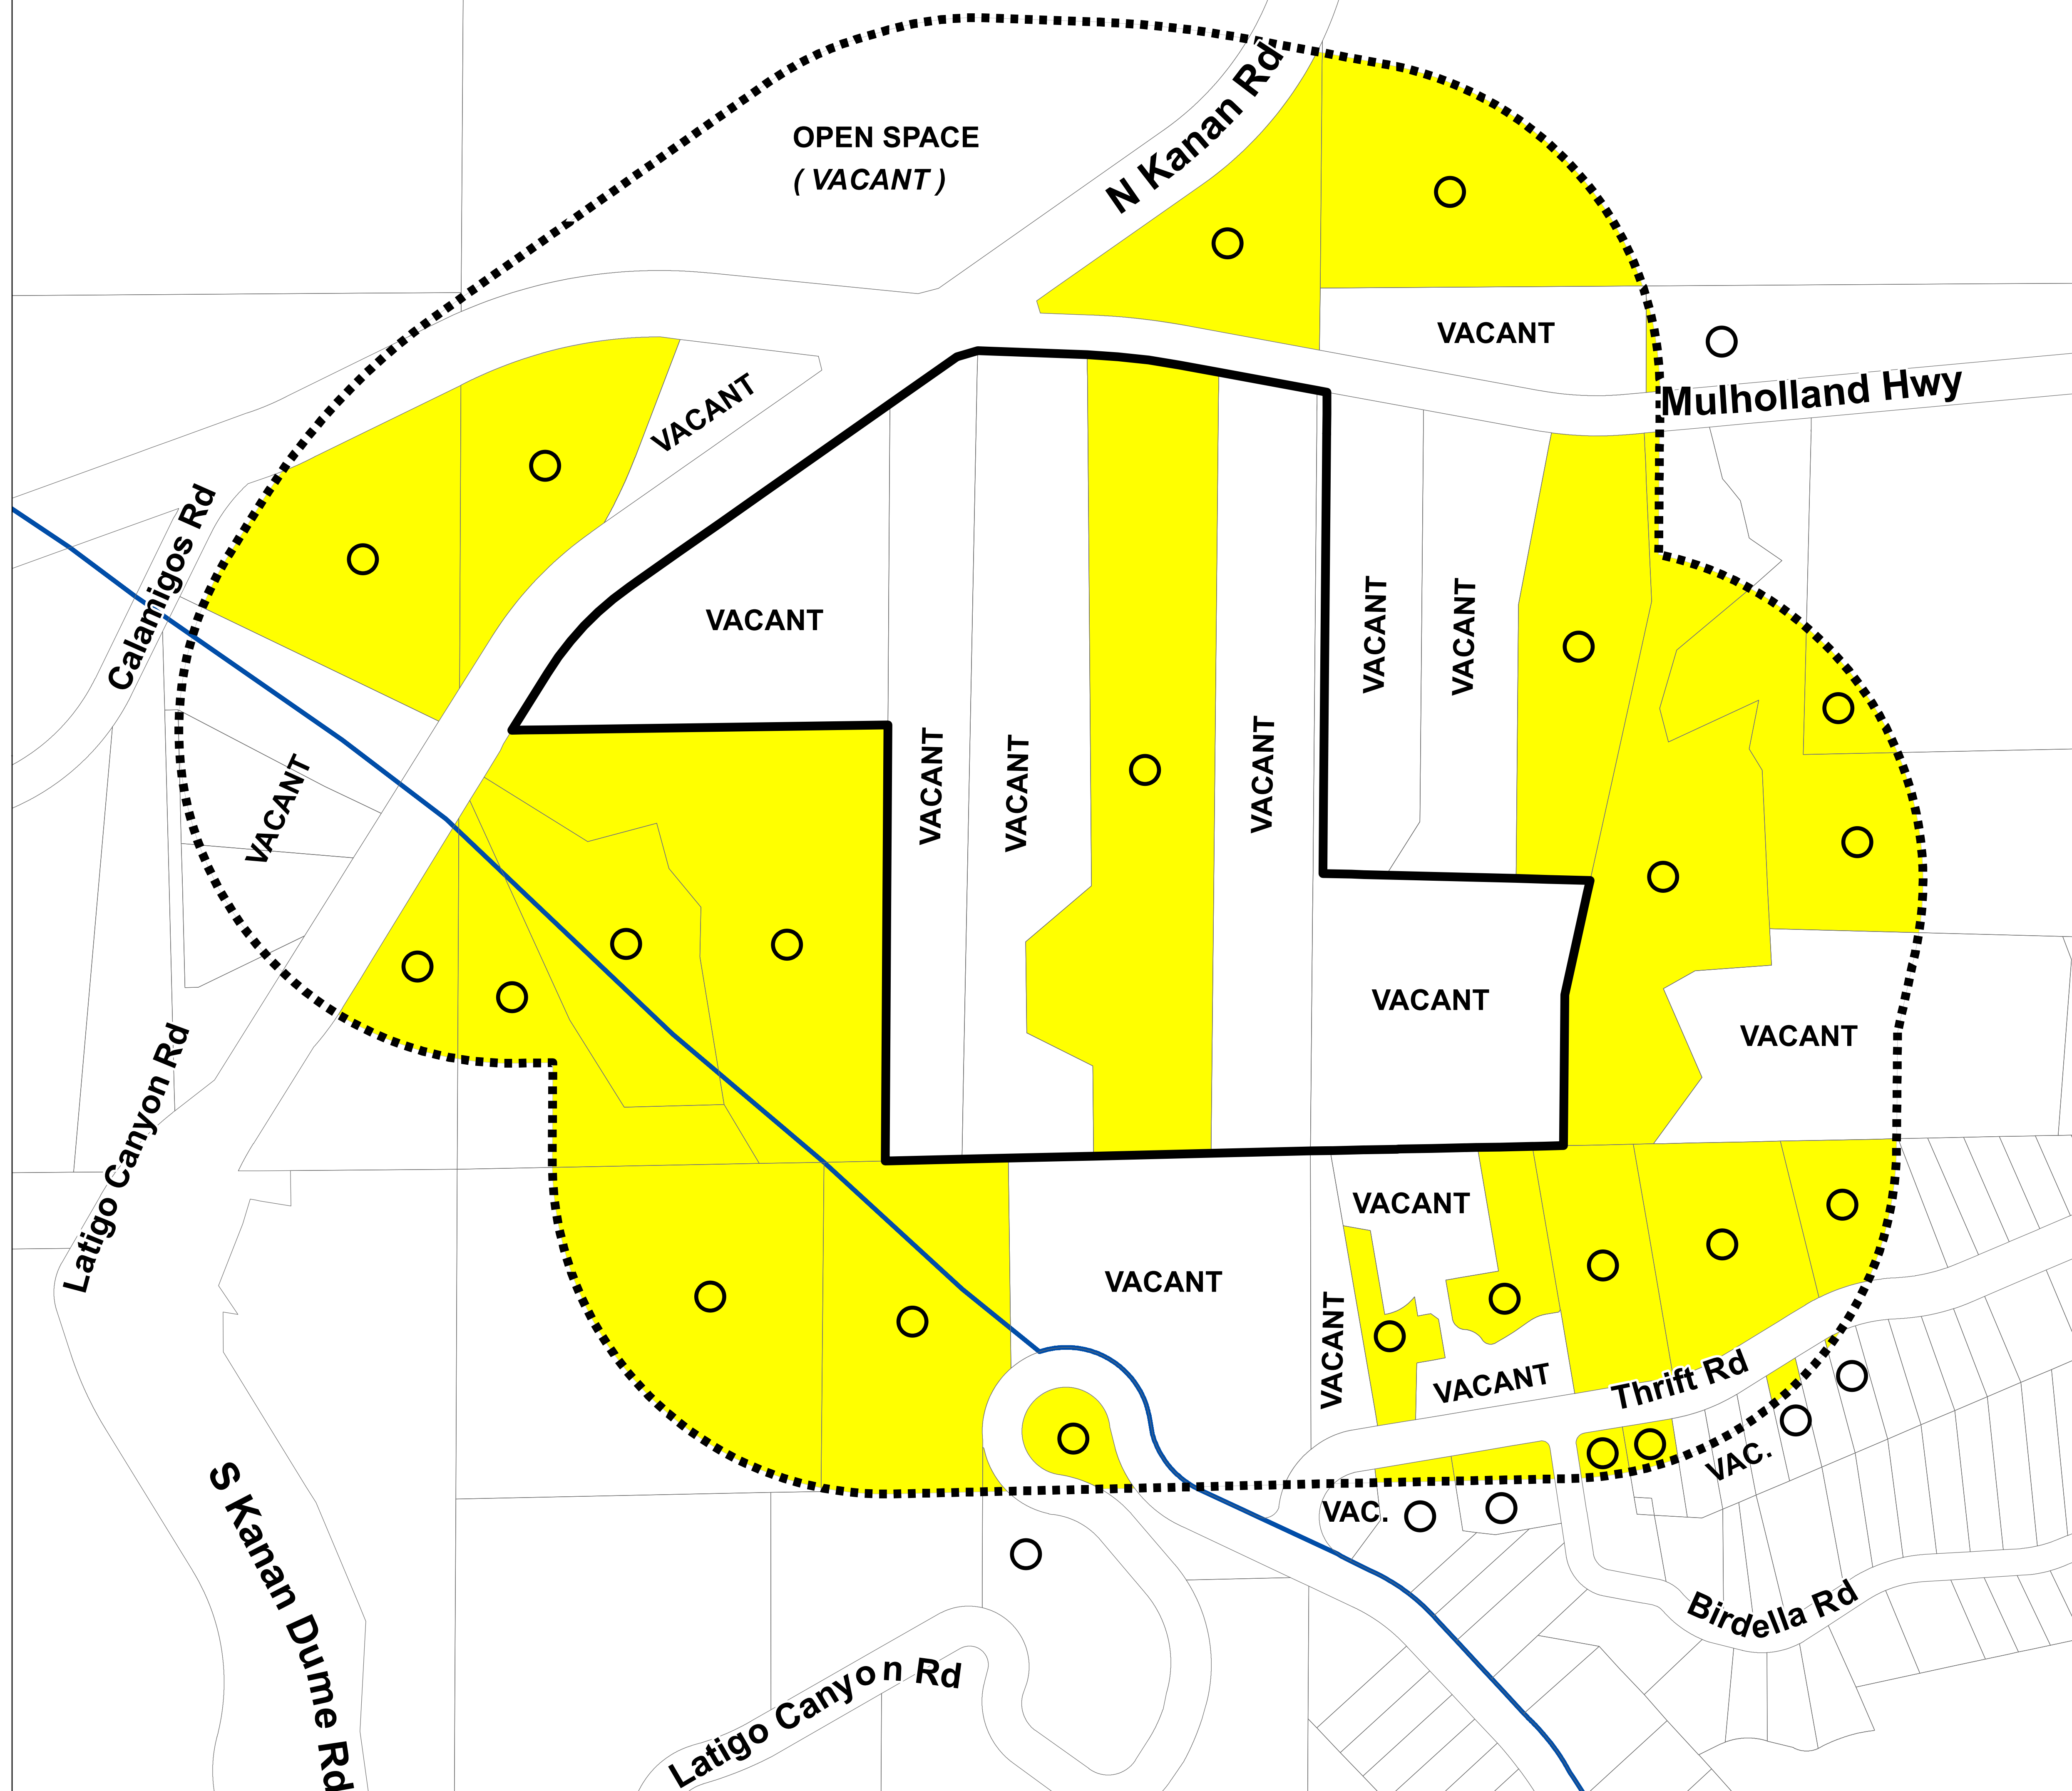 OPEN SPACE
( VACANT )
N Kanan Rd
VACANT
Mulholland Hwy
VACANT
Calamigos Rd
VACANT
VACANT
VACANT
VACANT
VACANT
VACANT
VACANT
VACANT
VACANT
VACANT
Latigo Canyon Rd
VACANT
VACANT
VACANT
VACANT
Thrift Rd
VAC.
VAC.
S Kanan Dume Rd
Birdella Rd
Latigo Canyon Rd